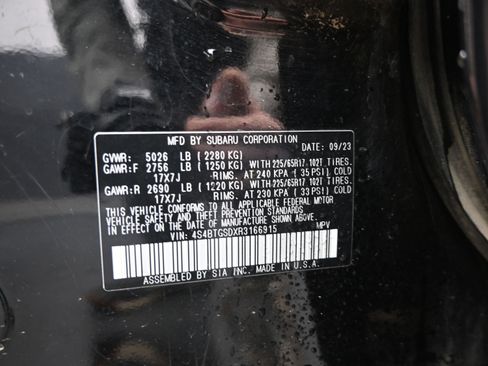 MFD BY SUBARU CORPORATION DATE: 09/23
GVWR: 5026 LB ( 2280 KG)
GAWR:F 2756 LB ( 1250 KG) WITH 225/65R17 102T TIRES.
17X7J RIMS. AT 240 KPA ( 35 PSI) COLD
GAWR:R 2690 LB ( 1220 KG) WITH 225/65R17 102T TIRES.
17X7J RIMS. AT 230 KPA ( 33 PSI) COLD
THIS VEHICLE CONFORMS TO ALL APPLICABLE FEDERAL MOTOR
VEHICLE SAFETY AND THEFT PREVENTION STANDARDS
IN EFFECT ON THE DATE OF MANUFACTURE SHOWN ABOVE.
VIN: 4S4BTGSDXR3166915 MPV
ASSEMBLED BY SIA INC. MADE IN U.S.A.